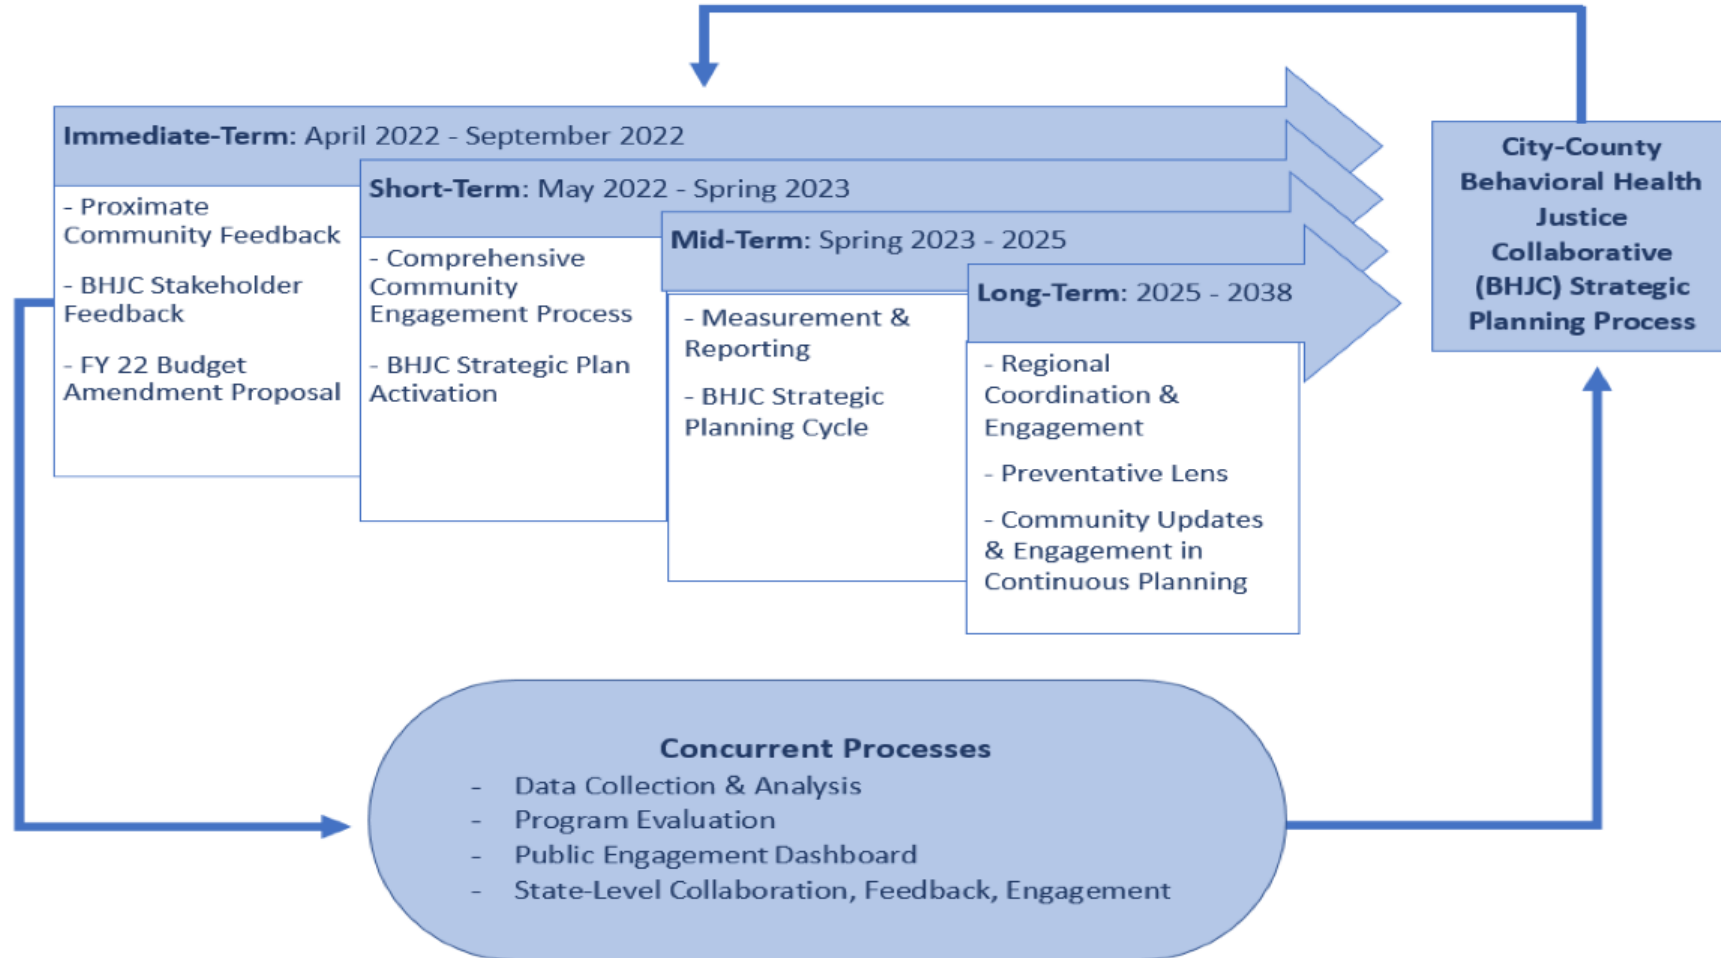 Immediate-Term: April 2022 - September 2022
- Proximate
Community Feedback
- BHJC Stakeholder
Feedback
- FY 22 Budget
Amendment Proposal
Short-Term: May 2022 - Spring 2023
- Comprehensive
Community
Engagement Process
- BHJC Strategic Plan
Activation
Mid-Term: Spring 2023 - 2025
- Measurement &
Reporting
- BHJC Strategic
Planning Cycle
Long-Term: 2025 - 2038
- Regional
Coordination &
Engagement
- Preventative Lens
- Community Updates
& Engagement in
Continuous Planning
City-County
Behavioral Health
Justice
Collaborative
(BHJC) Strategic
Planning Process
Concurrent Processes
- Data Collection & Analysis
- Program Evaluation
- Public Engagement Dashboard
- State-Level Collaboration, Feedback, Engagement